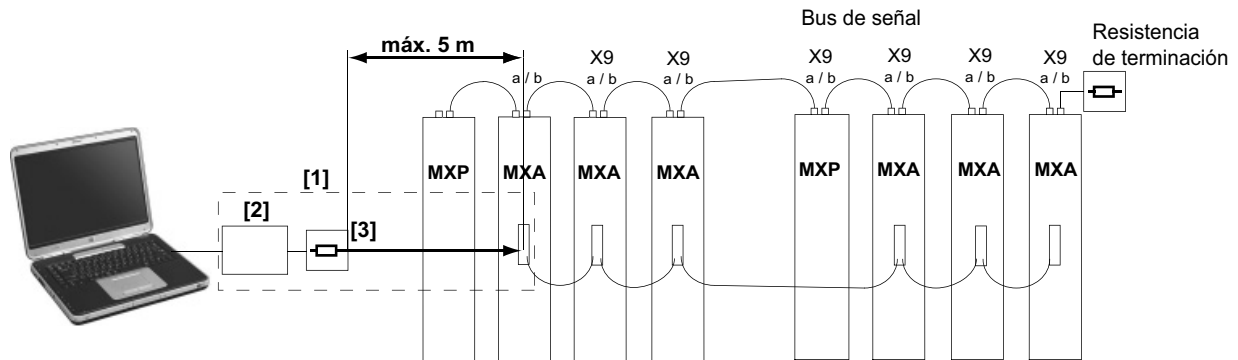 Bus de señal
Resistencia
de terminación
máx. 5 m
X9
X9
X9
X9
X9
X9
a / b
a / b
a / b
a / b
a / b
a / b
a / b
MXP
MXA
MXA
MXA
MXP
MXA
MXA
MXA
[1]
[2]
[3]